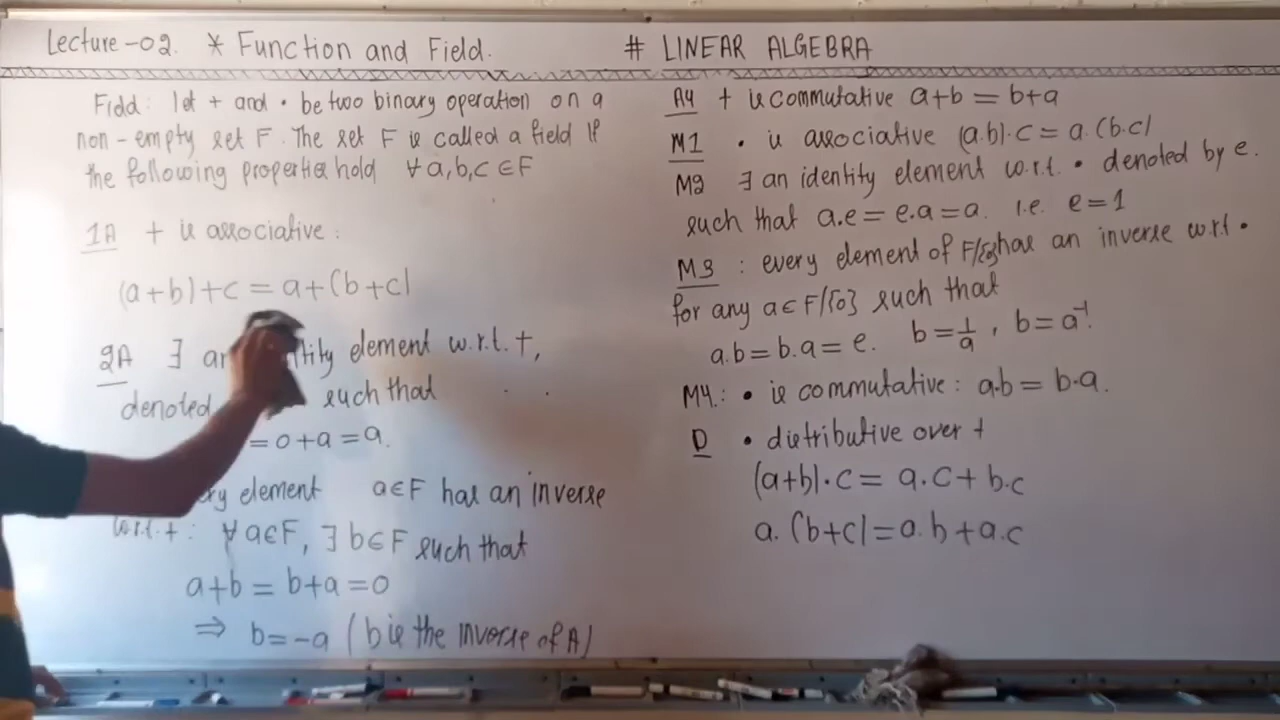 Lecture-02. * Function and Field. # LINEAR ALGEBRA
Field: let + and • be two binary operation on a
non-empty set F. The set F is called a field if
the following propertie hold ∀ a,b,c ∈ F
1A + is associative:
(a+b)+c = a+(b+c)
2A ∃ an element w.r.t. +,
denoted such that
=0+a=a.
element a∈F has an inverse
w.r.t. + : ∀ a∈F, ∃ b∈F such that
a+b = b+a = 0
⇒ b=-a (b is the inverse of A)
A4 + is commutative a+b = b+a
M1 • is associative (a.b).c = a.(b.c)
M2 ∃ an identity element w.r.t. • denoted by e.
such that a.e = e.a = a. i.e. e=1
M3 : every element of F/{0} has an inverse w.r.t •
for any a∈F/{0} such that
a.b = b.a = e. b = 1/a , b = a⁻¹.
M4.: • is commutative: a.b = b.a.
D • distributive over +
(a+b)•c = a.c + b.c
a.(b+c) = a.b + a.c